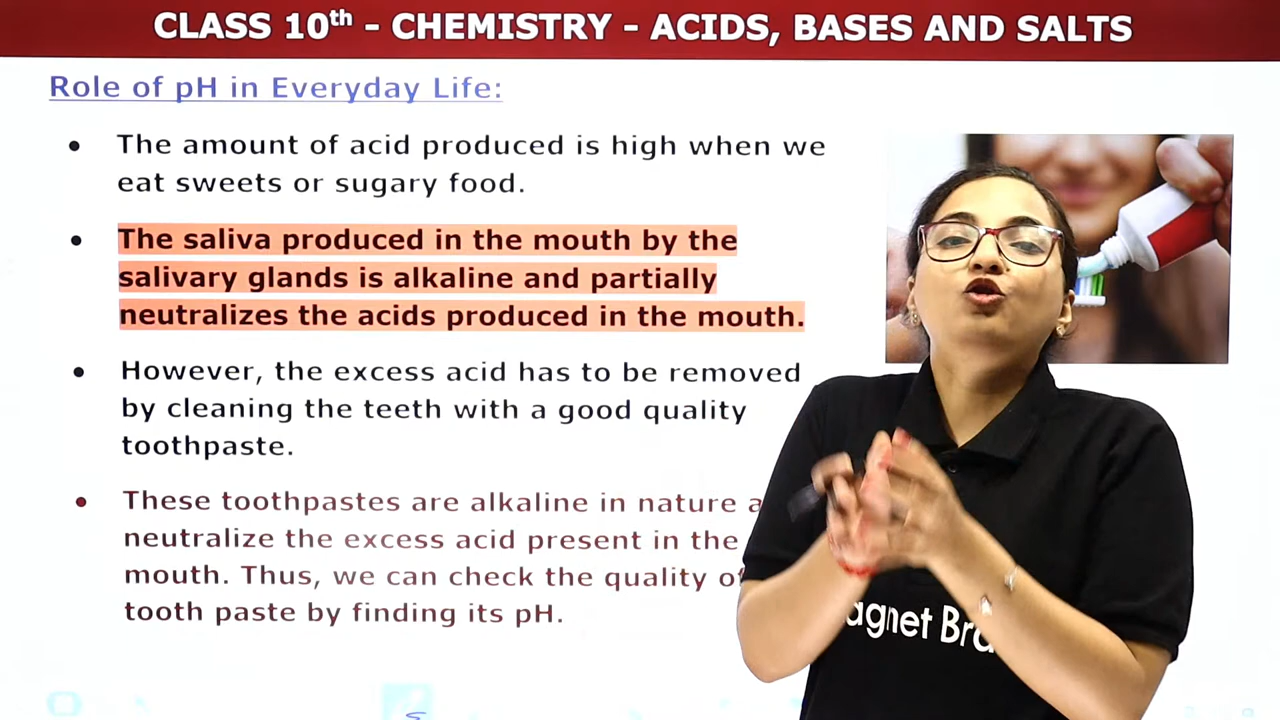 CLASS 10th - CHEMISTRY - ACIDS, BASES AND SALTS
Role of pH in Everyday Life:
• The amount of acid produced is high when we
eat sweets or sugary food.
• The saliva produced in the mouth by the
salivary glands is alkaline and partially
neutralizes the acids produced in the mouth.
• However, the excess acid has to be removed
by cleaning the teeth with a good quality
toothpaste.
• These toothpastes are alkaline in nature a
neutralize the excess acid present in the
mouth. Thus, we can check the quality of
tooth paste by finding its pH.
agnet Bra